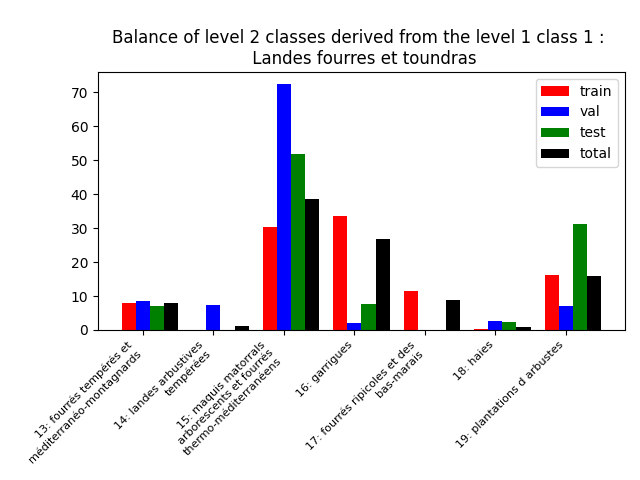 Balance of level 2 classes derived from the level 1 class 1 :
Landes fourres et toundras
70
60
50
40
30
20
10
0
train
val
test
total
13: fourrés tempérés et
méditerranéo-montagnards
14: landes arbustives
tempérées
15: maquis matorrals
arborescents et fourrés
thermo-méditerranéens
16: garrigues
17: fourrés ripicoles et des
bas-marais
18: haies
19: plantations d arbustes